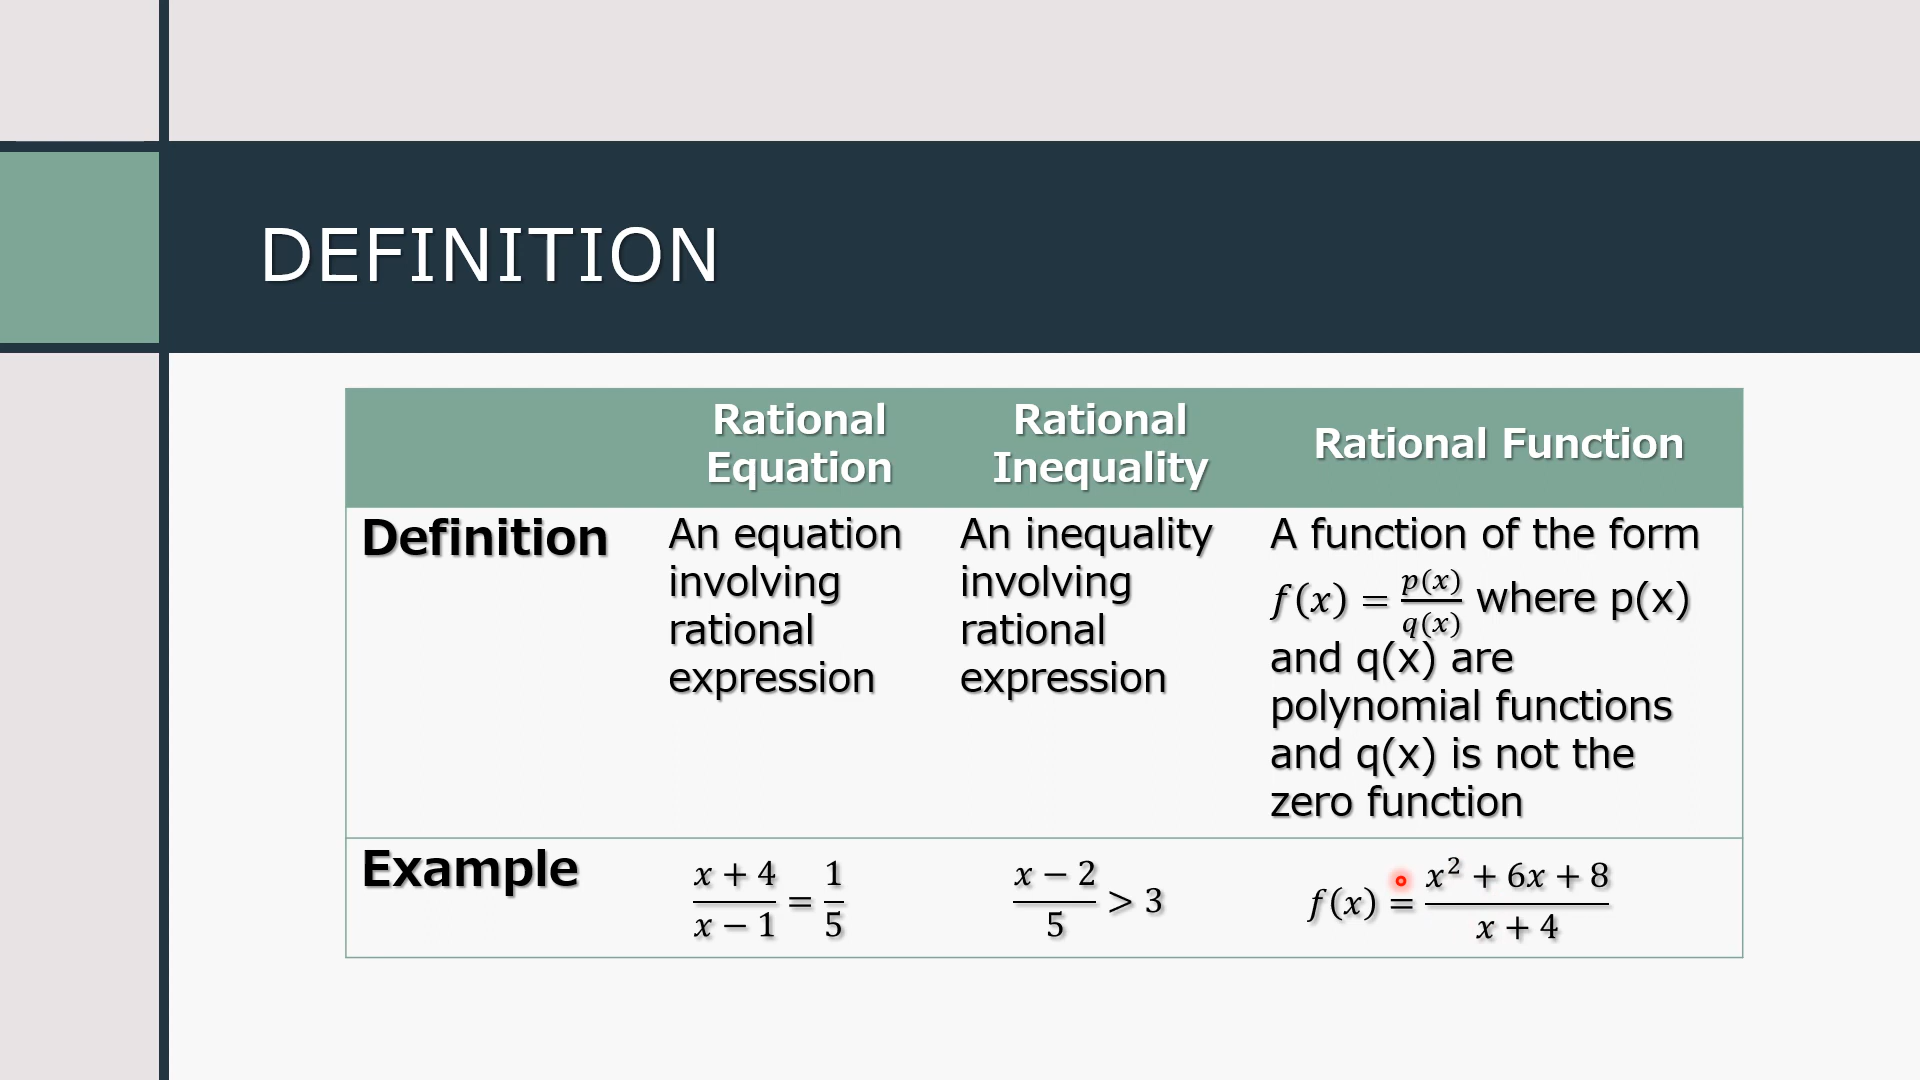 DEFINITION
Rational Equation
Rational Inequality
Rational Function
Definition
An equation
involving
rational
expression
An inequality
involving
rational
expression
A function of the form
f(x) = p(x)/q(x) where p(x)
and q(x) are
polynomial functions
and q(x) is not the
zero function
Example
(x + 4)/(x − 1) = 1/5
(x − 2)/5 > 3
f(x) = (x² + 6x + 8)/(x + 4)